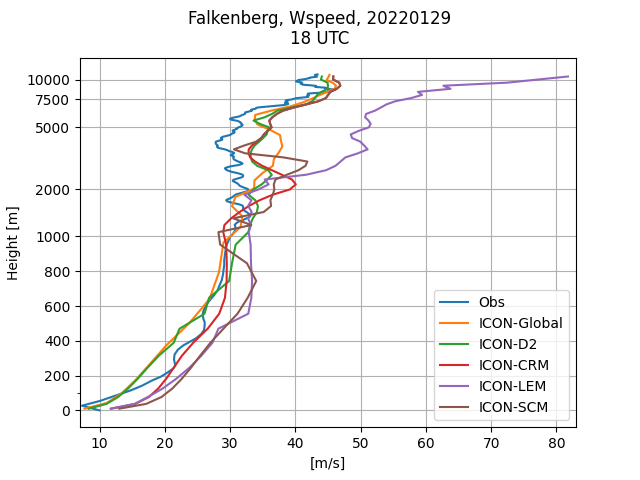 Falkenberg, Wspeed, 20220129
18 UTC
Height [m]
10000
7500
5000
2000
1000
800
600
400
200
0
Obs
ICON-Global
ICON-D2
ICON-CRM
ICON-LEM
ICON-SCM
10 20 30 40 50 60 70 80
[m/s]